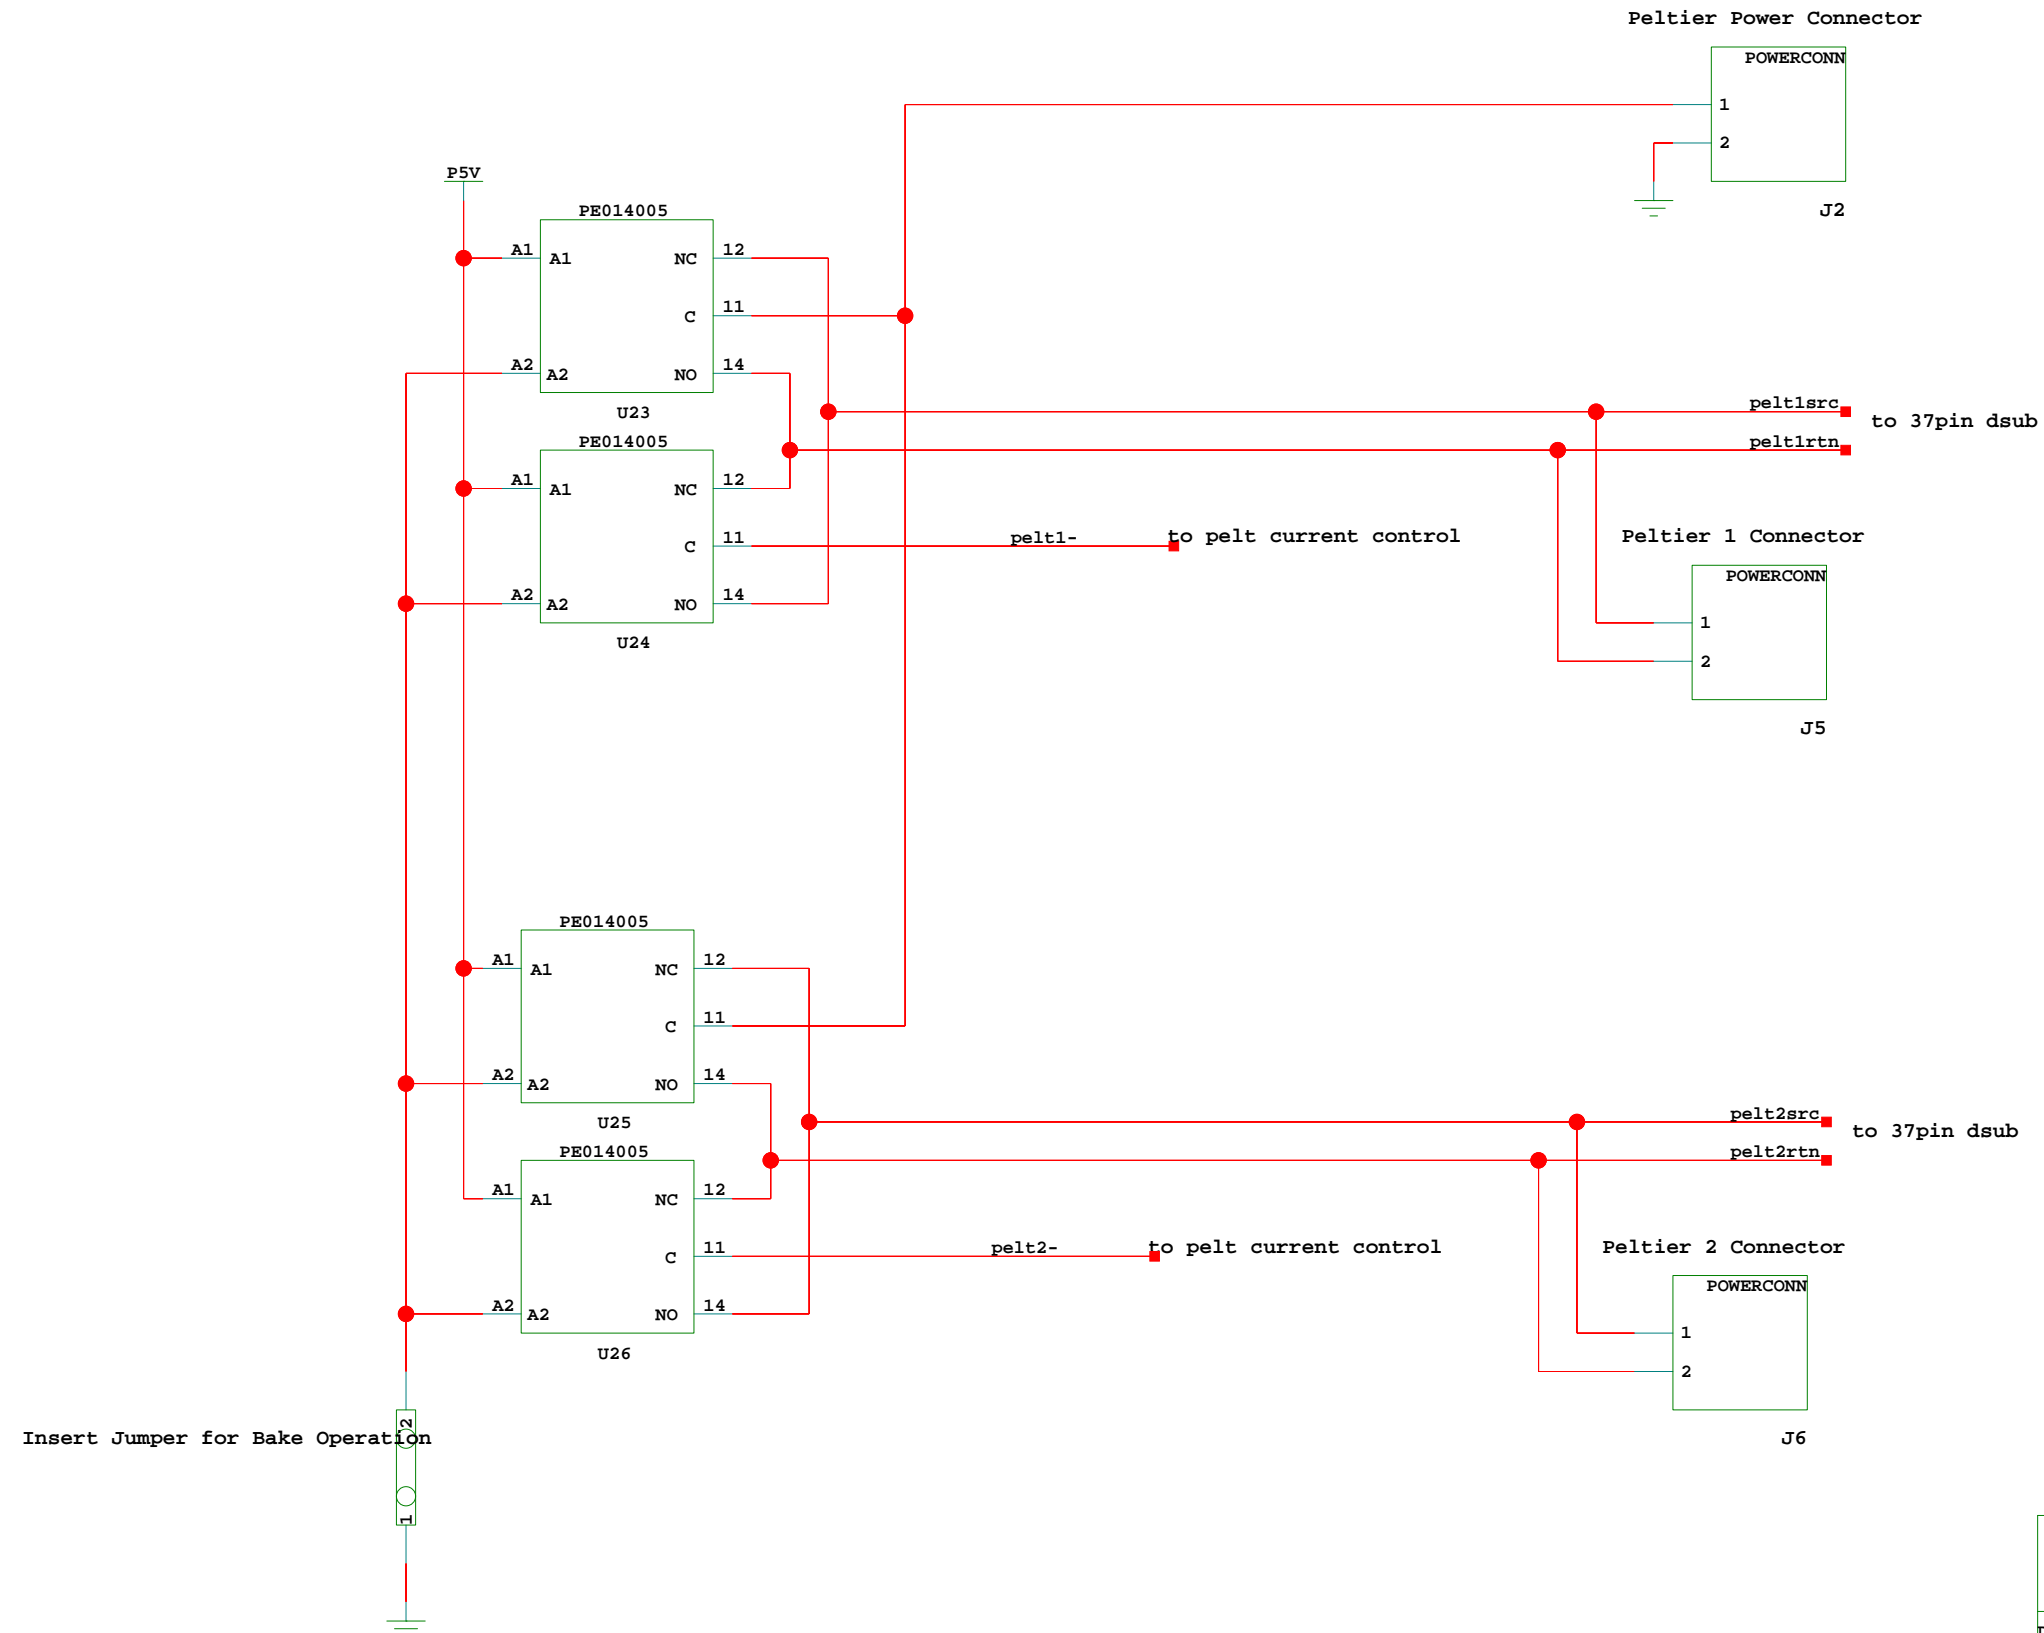 Peltier Power Connector
POWERCONN
1
2
J2
P5V
PE014005
A1 A1 NC 12
C 11
A2 A2 NO 14
U23
pelt1src
to 37pin dsub
pelt1rtn
PE014005
A1 A1 NC 12
C 11
pelt1-
to pelt current control
A2 A2 NO 14
U24
Peltier 1 Connector
POWERCONN
1
2
J5
PE014005
A1 A1 NC 12
C 11
A2 A2 NO 14
U25
pelt2src
to 37pin dsub
pelt2rtn
PE014005
A1 A1 NC 12
C 11
pelt2-
to pelt current control
A2 A2 NO 14
U26
Peltier 2 Connector
POWERCONN
1
2
J6
2
Insert Jumper for Bake Operation
1